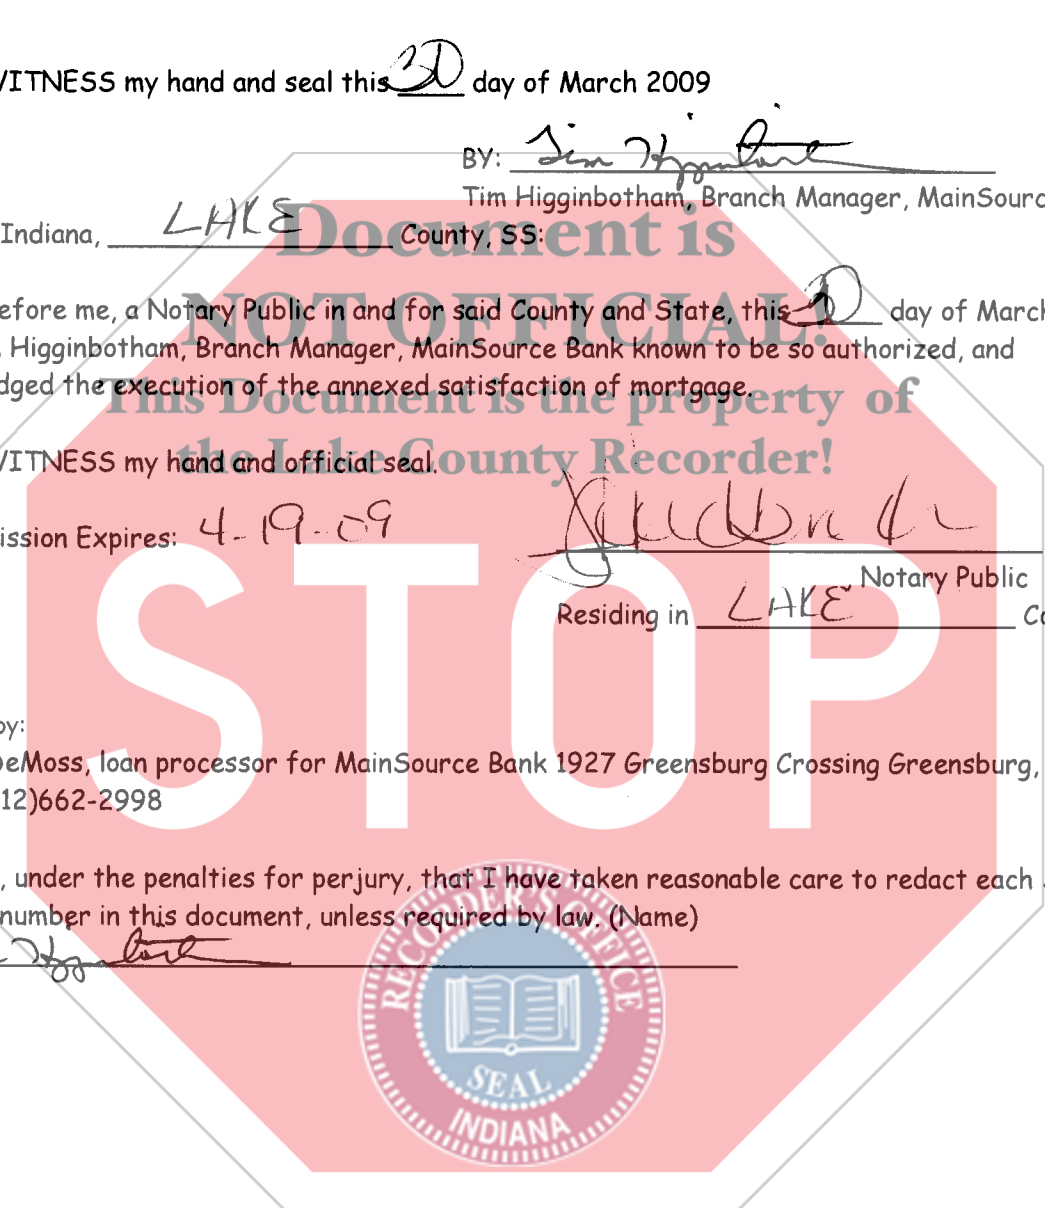 WITNESS my hand and seal this 30 day of March 2009
BY: Tim Higginbotham
Tim Higginbotham, Branch Manager, MainSourc
Indiana, LAKE County, SS:
Document is
NOT OFFICIAL!
This Document is the property of
the Lake County Recorder!
efore me, a Notary Public in and for said County and State, this 30 day of March
. Higginbotham, Branch Manager, MainSource Bank known to be so authorized, and
dged the execution of the annexed satisfaction of mortgage.
WITNESS my hand and official seal.
ission Expires: 4-19-09
Notary Public
Residing in LAKE Co
STOP
by:
DeMoss, loan processor for MainSource Bank 1927 Greensburg Crossing Greensburg,
12)662-2998
, under the penalties for perjury, that I have taken reasonable care to redact each
number in this document, unless required by law. (Name)
RECORDER'S OFFICE
SEAL
INDIANA